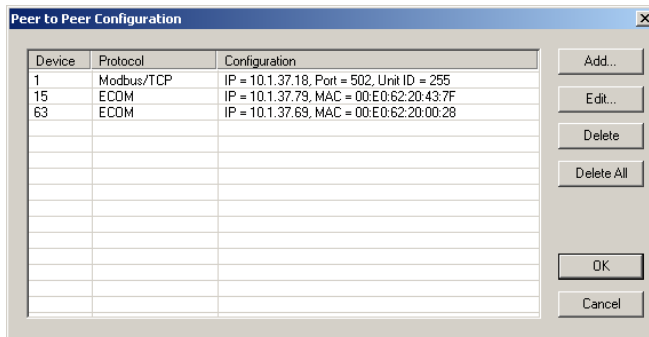 Peer to Peer Configuration
Device Protocol Configuration
1 Modbus/TCP IP = 10.1.37.18, Port = 502, Unit ID = 255
15 ECOM IP = 10.1.37.79, MAC = 00:E0:62:20:43:7F
63 ECOM IP = 10.1.37.69, MAC = 00:E0:62:20:00:28
Add...
Edit...
Delete
Delete All
OK
Cancel